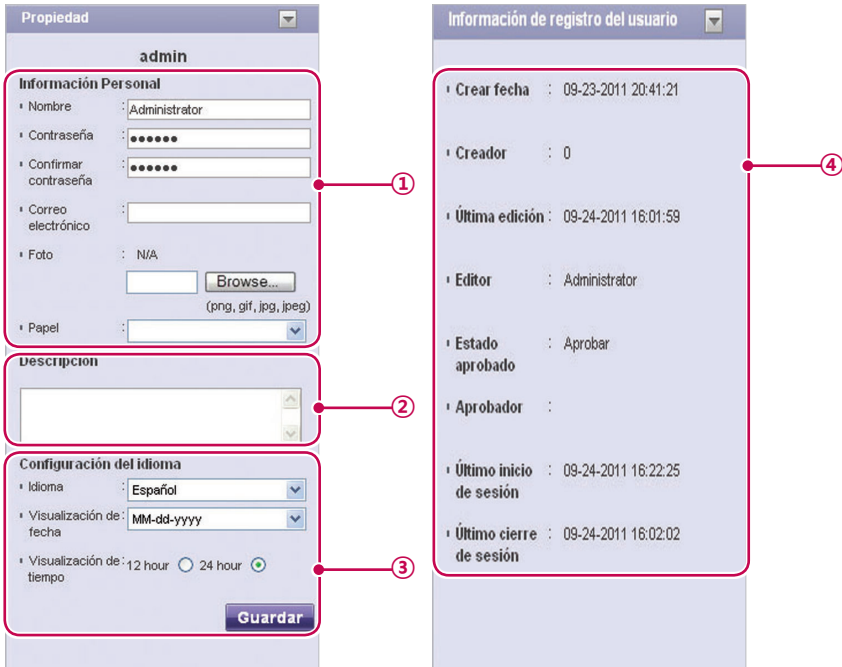 Propiedad
admin
Información Personal
Nombre : Administrator
Contraseña : ●●●●●●
Confirmar : ●●●●●●
contraseña
Correo :
electrónico
Foto : N/A
Browse...
(png, gif, jpg, jpeg)
Papel :
①
Descripción
②
Configuración del idioma
Idioma : Español
Visualización de : MM-dd-yyyy
fecha
Visualización de : 12 hour 24 hour
tiempo
③
Guardar
Información de registro del usuario
Crear fecha : 09-23-2011 20:41:21
Creador : 0
④
Última edición : 09-24-2011 16:01:59
Editor : Administrator
Estado : Aprobar
aprobado
Aprobador :
Último inicio : 09-24-2011 16:22:25
de sesión
Último cierre : 09-24-2011 16:02:02
de sesión